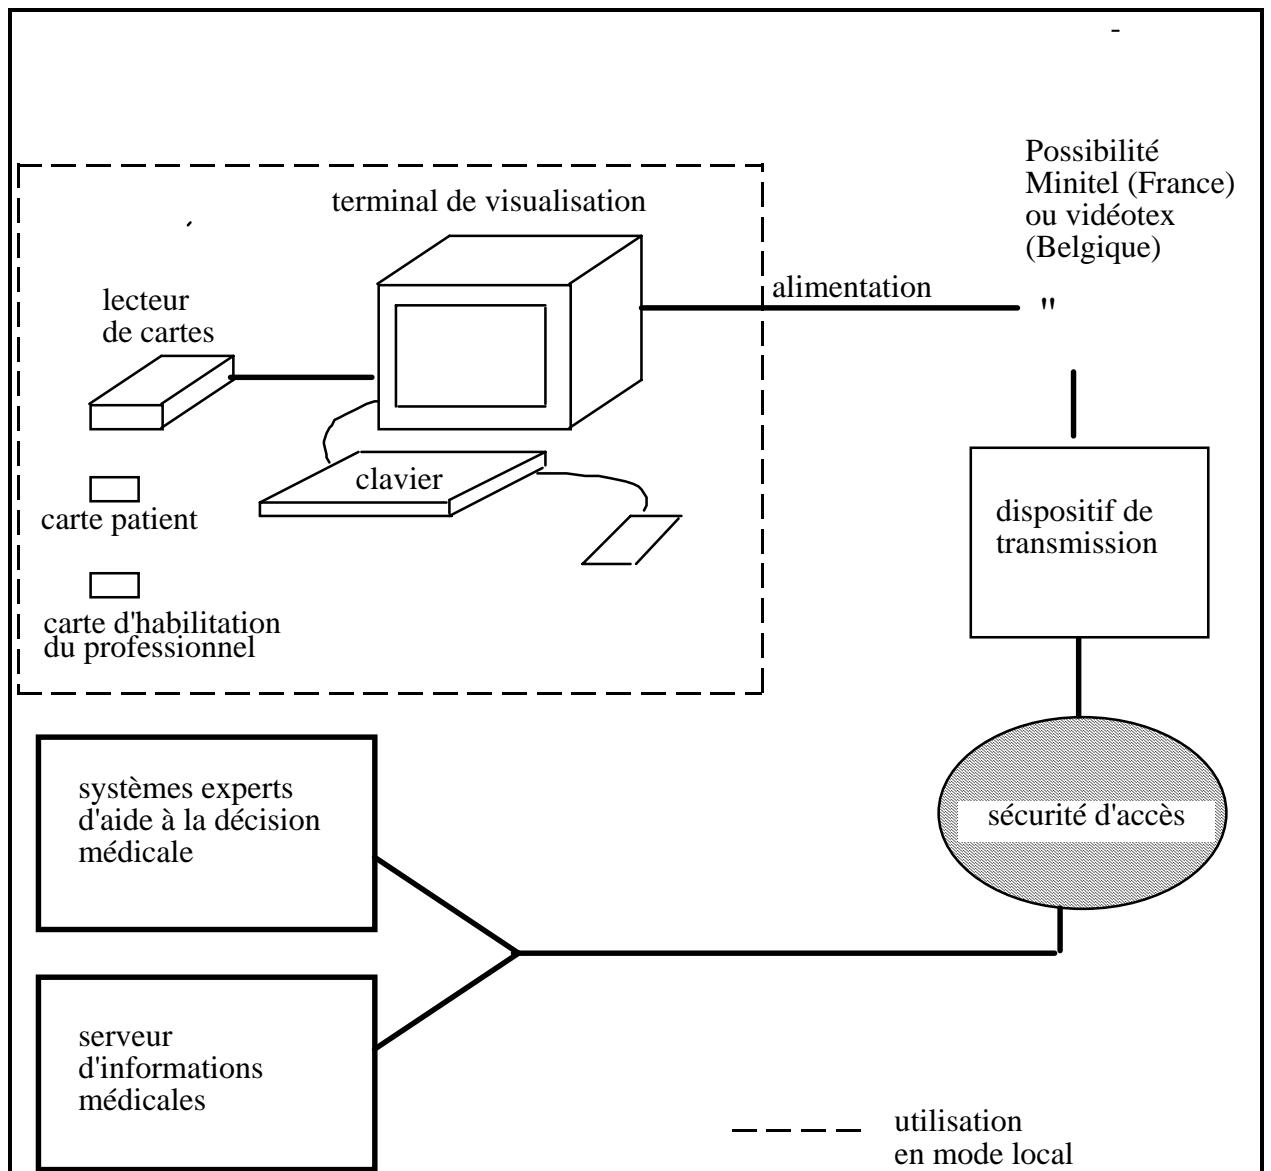 Possibilité
Minitel (France)
ou vidéotex
(Belgique)
terminal de visualisation
alimentation
"
lecteur
de cartes
clavier
carte patient
carte d'habilitation
du professionnel
dispositif de
transmission
sécurité d'accès
systèmes experts
d'aide à la décision
médicale
serveur
d'informations
médicales
utilisation
en mode local